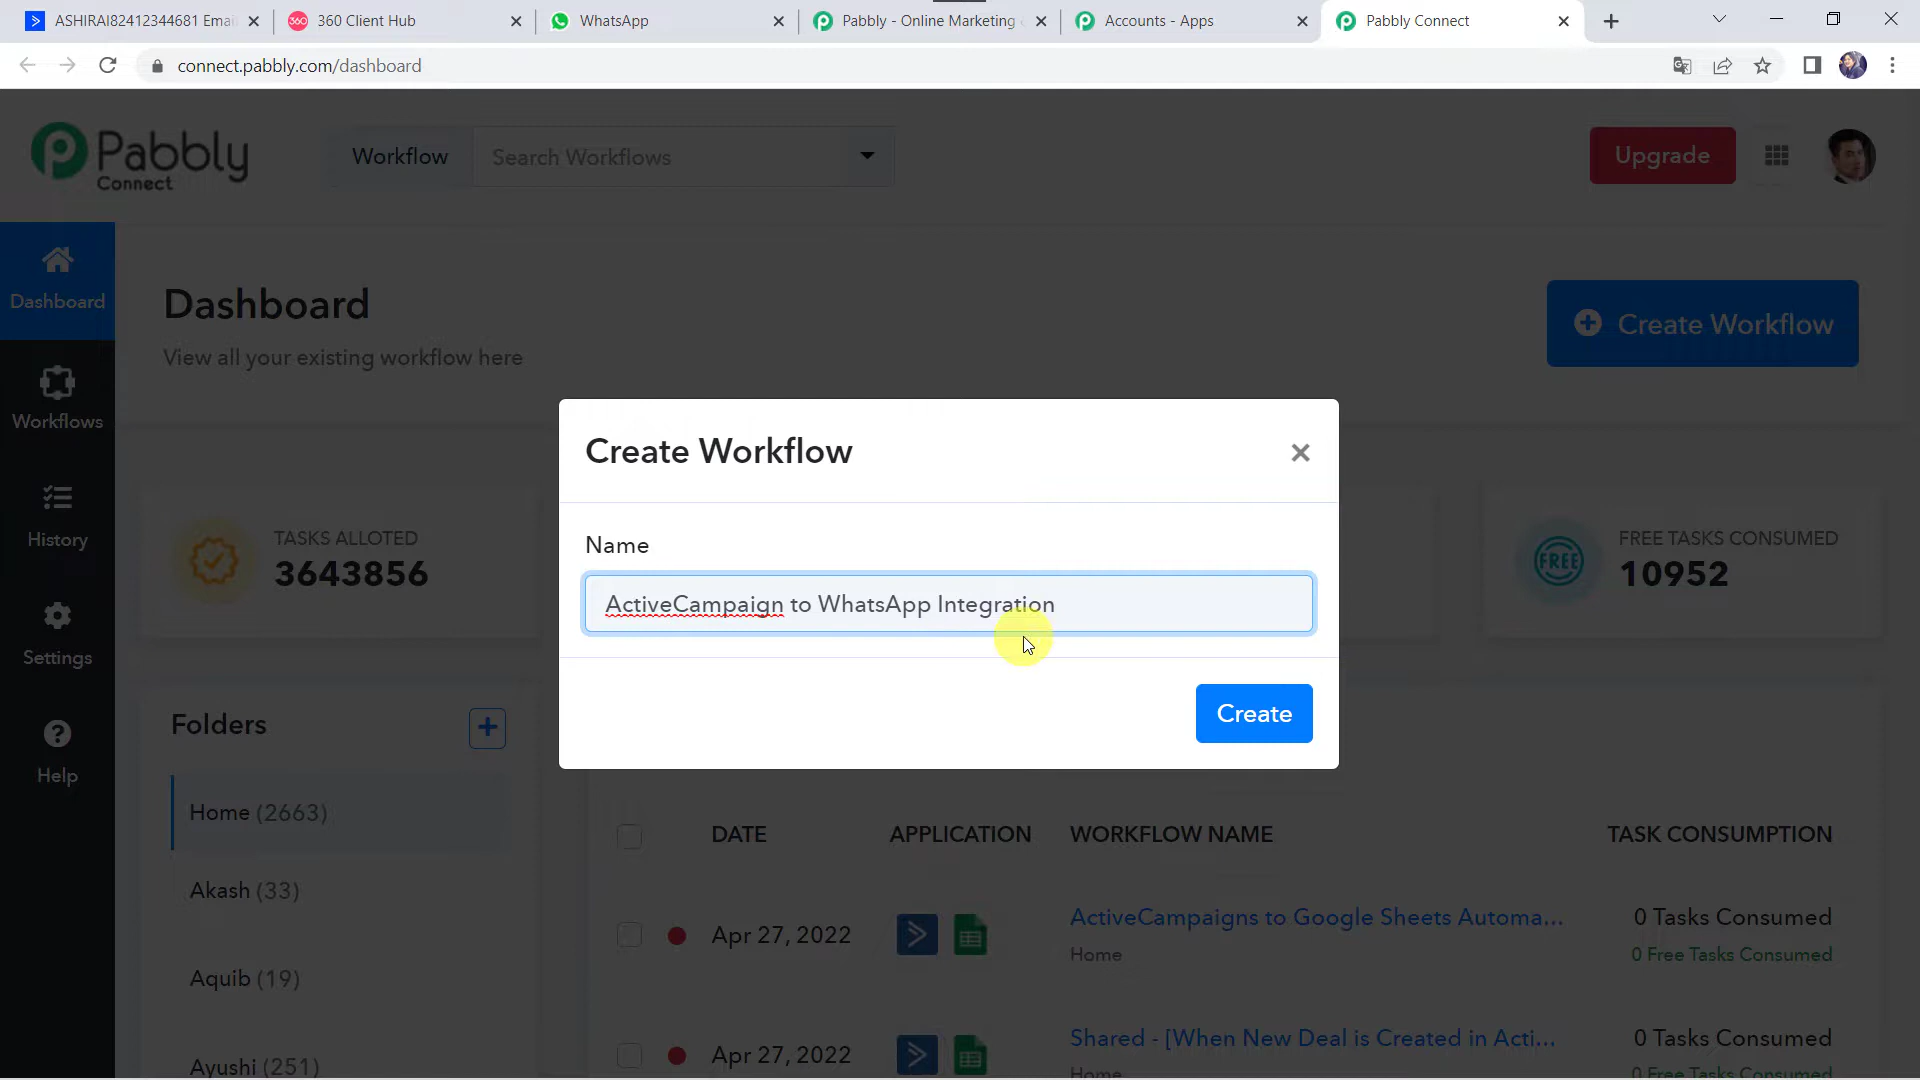 ASHIRAI82412344681 Emai
360 Client Hub
WhatsApp
Pabbly - Online Marketing
Accounts - Apps
Pabbly Connect
connect.pabbly.com/dashboard
Pabbly
Connect
Workflow
Search Workflows
Upgrade
Dashboard
Workflows
History
Settings
Help
Dashboard
View all your existing workflow here
Create Workflow
TASKS ALLOTED
3643856
FREE
FREE TASKS CONSUMED
10952
Create Workflow
Name
ActiveCampaign to WhatsApp Integration
Create
Folders
Home (2663)
Akash (33)
Aquib (19)
Ayushi (251)
DATE APPLICATION WORKFLOW NAME TASK CONSUMPTION
Apr 27, 2022 ActiveCampaigns to Google Sheets Automa... 0 Tasks Consumed
Home 0 Free Tasks Consumed
Apr 27, 2022 Shared - [When New Deal is Created in Acti... 0 Tasks Consumed
Home 0 Free Tasks Consumed